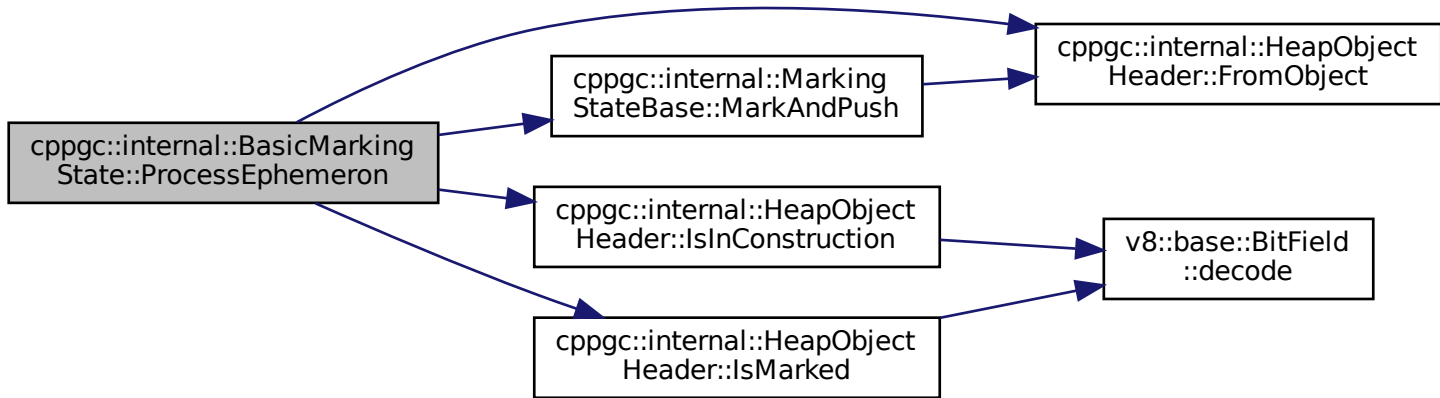 cppgc::internal::BasicMarking
State::ProcessEphemeron
cppgc::internal::Marking
StateBase::MarkAndPush
cppgc::internal::HeapObject
Header::FromObject
cppgc::internal::HeapObject
Header::IsInConstruction
cppgc::internal::HeapObject
Header::IsMarked
v8::base::BitField
::decode